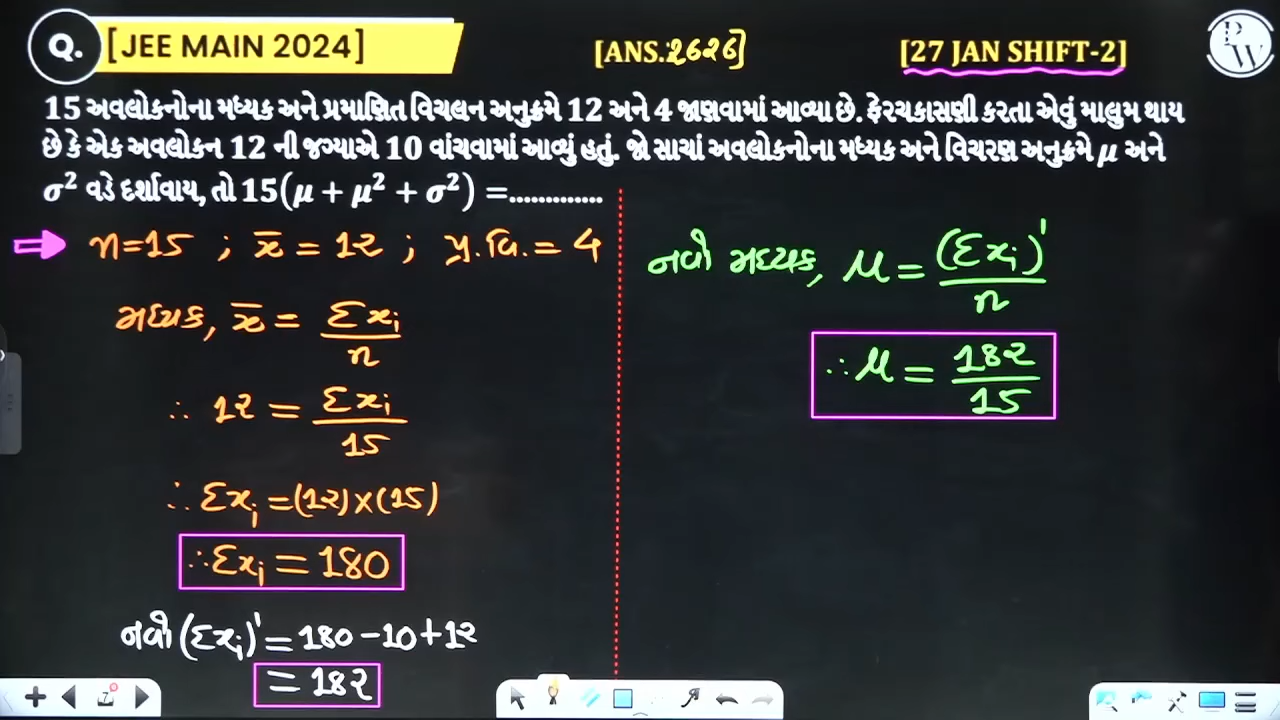 Q. [JEE MAIN 2024] [ANS.:2626] [27 JAN SHIFT-2] PW
15 અવલોકનોના મધ્યક અને પ્રમાણિત વિચલન અનુક્રમે 12 અને 4 જાણવામાં આવ્યા છે. ફેરચકાસણી કરતા એવું માલુમ થાય
છે કે એક અવલોકન 12 ની જગ્યાએ 10 વાંચવામાં આવ્યું હતું. જો સાચાં અવલોકનોના મધ્યક અને વિચરણ અનુક્રમે μ અને
σ² વડે દર્શાવાય, તો 15(μ + μ² + σ²) =.............
⇒ n=15 ; x̄ = 12 ; પ્ર.વિ. = 4
મધ્યક, x̄ = Σxᵢ / n
∴ 12 = Σxᵢ / 15
∴ Σxᵢ = (12)×(15)
∴ Σxᵢ = 180
નવો (Σxᵢ)' = 180 - 10 + 12
= 182
નવો મધ્યક, μ = (Σxᵢ)' / n
∴ μ = 182 / 15